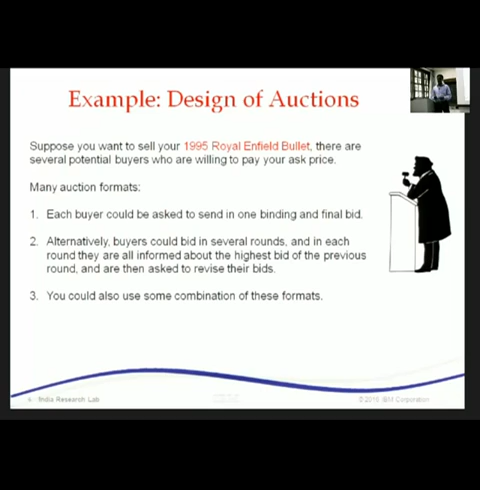 Example: Design of Auctions
Suppose you want to sell your 1995 Royal Enfield Bullet, there are
several potential buyers who are willing to pay your ask price.
Many auction formats:
1. Each buyer could be asked to send in one binding and final bid.
2. Alternatively, buyers could bid in several rounds, and in each
round they are all informed about the highest bid of the previous
round, and are then asked to revise their bids.
3. You could also use some combination of these formats.
India Research Lab
IBM Corporation